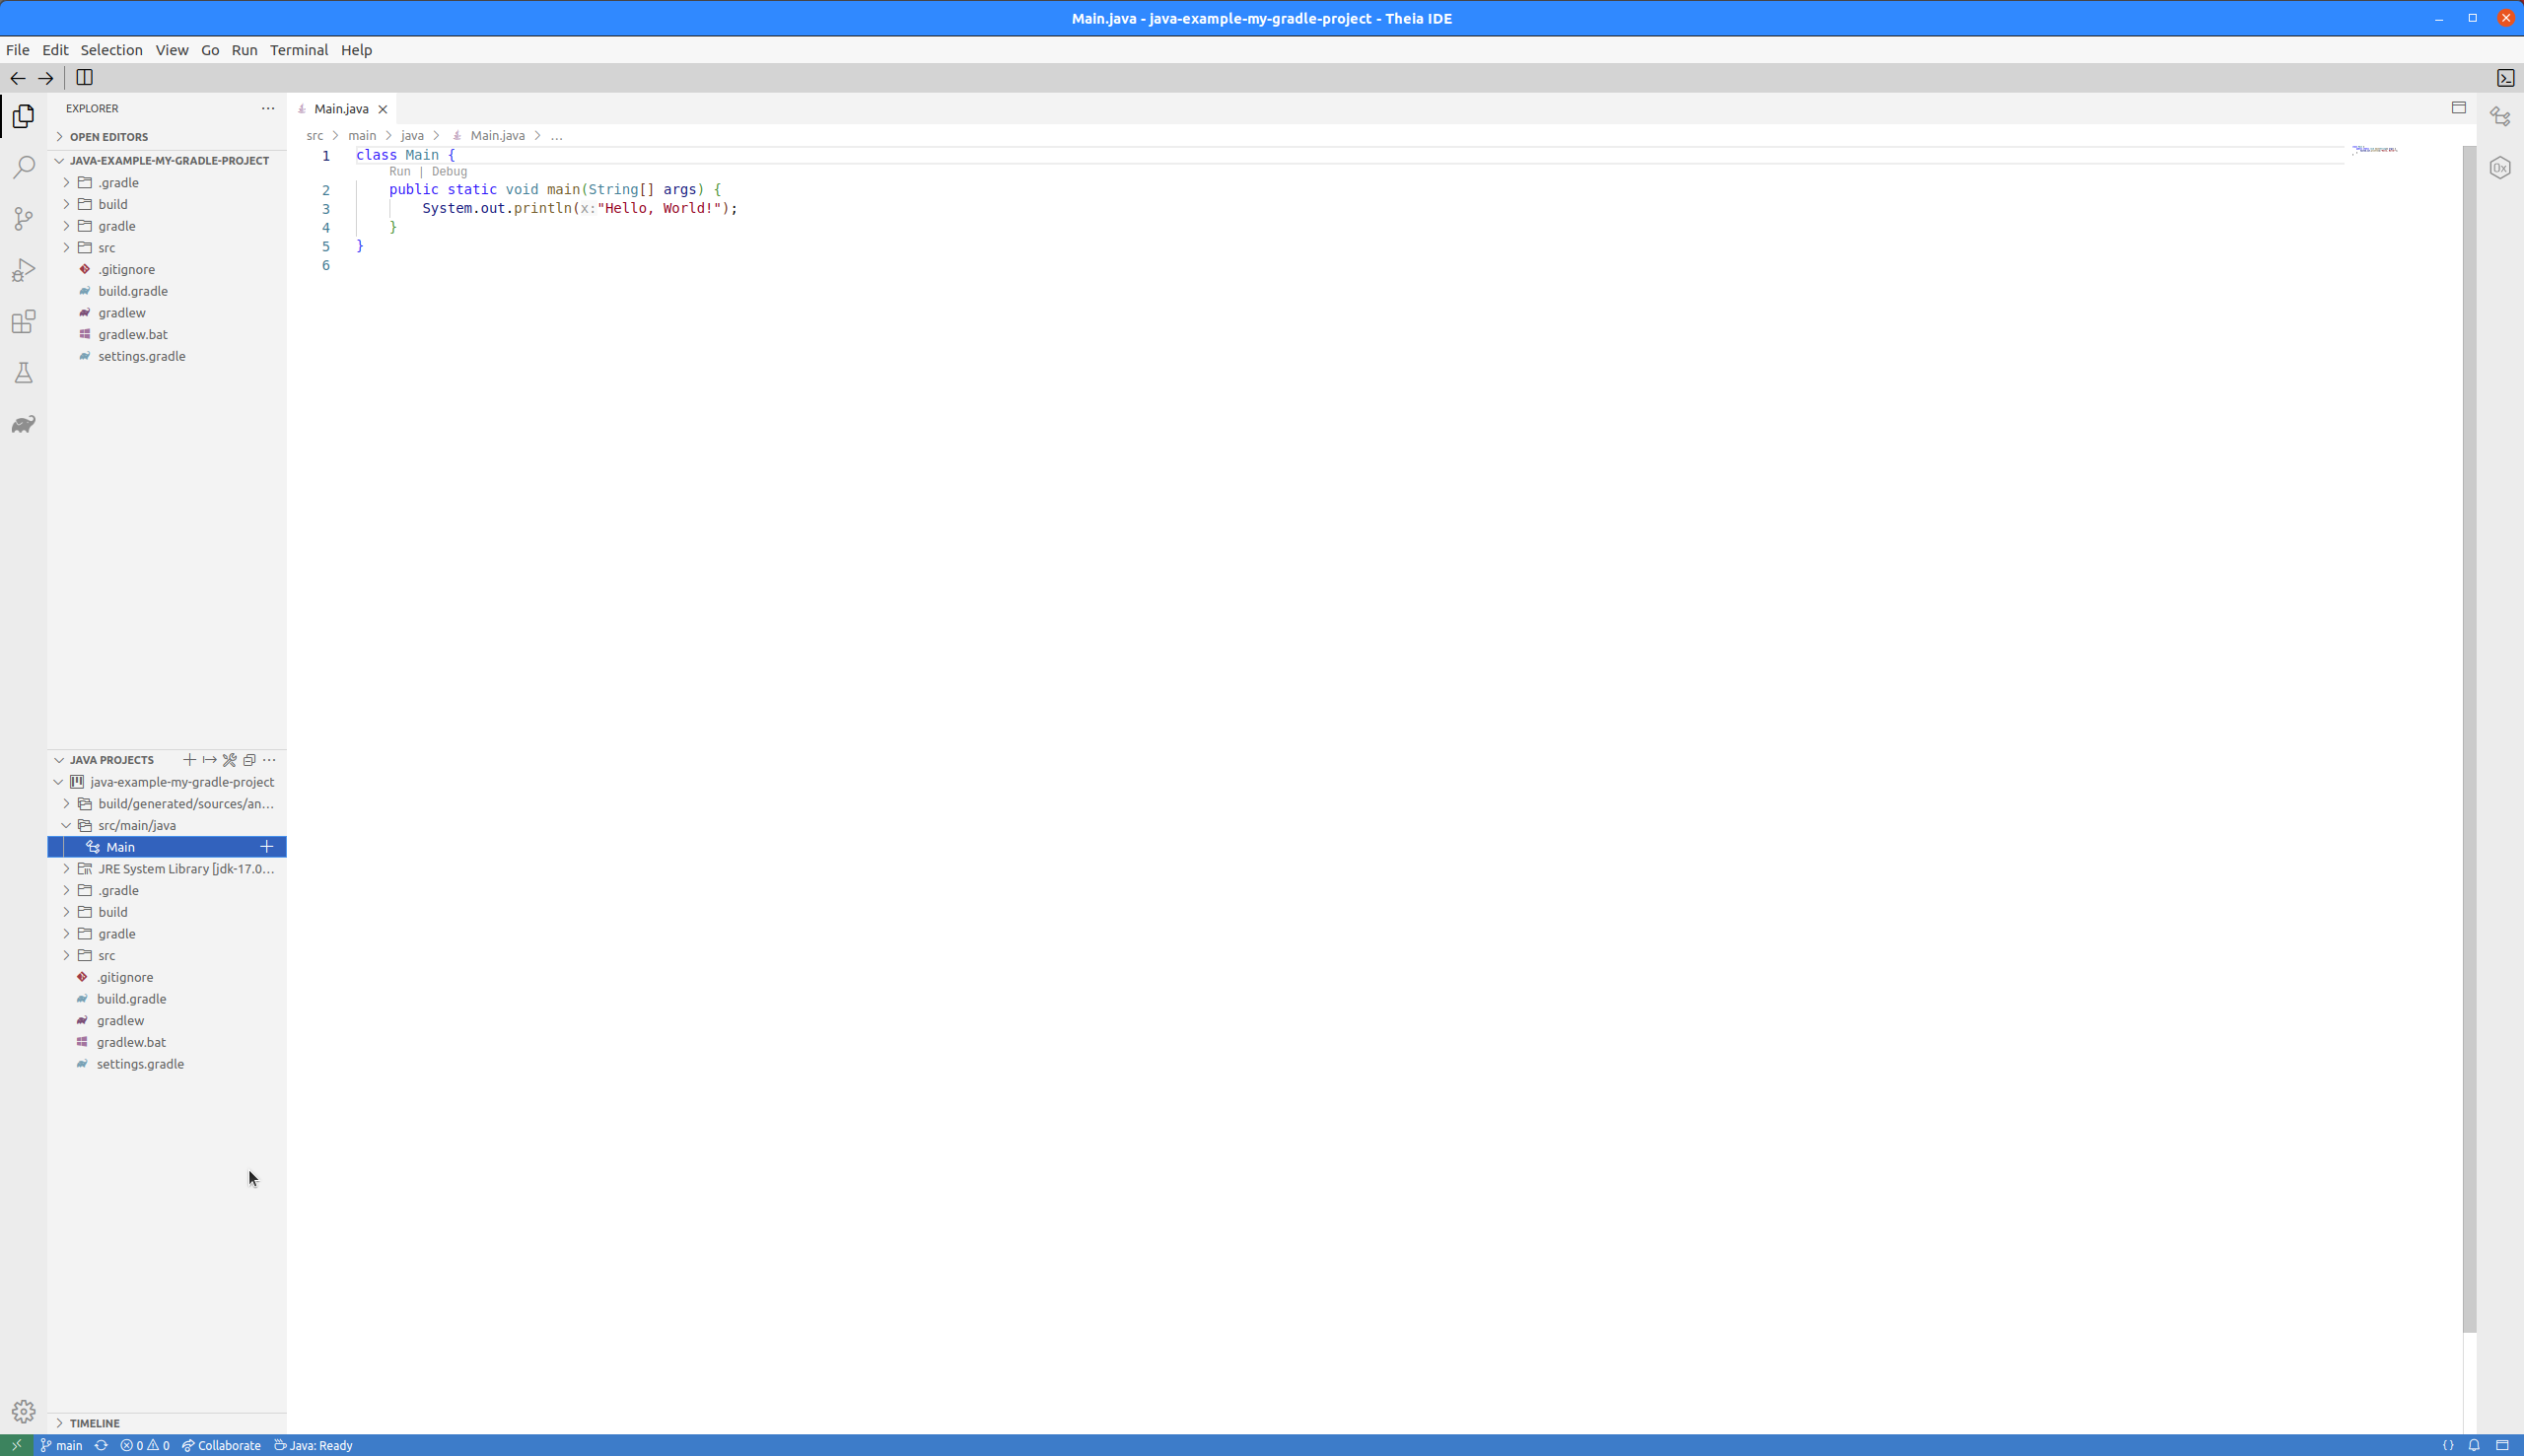 Main.java - java-example-my-gradle-project - Theia IDE
File Edit Selection View Go Run Terminal Help
EXPLORER
OPEN EDITORS
JAVA-EXAMPLE-MY-GRADLE-PROJECT
.gradle
build
gradle
src
.gitignore
build.gradle
gradlew
gradlew.bat
settings.gradle
JAVA PROJECTS
java-example-my-gradle-project
build/generated/sources/an...
src/main/java
Main
JRE System Library [jdk-17.0...
.gradle
build
gradle
src
.gitignore
build.gradle
gradlew
gradlew.bat
settings.gradle
TIMELINE
Main.java
src > main > java > Main.java > ...
1 class Main {
Run | Debug
2 public static void main(String[] args) {
3 System.out.println(x:"Hello, World!");
4 }
5 }
6
0x
main 0 0 Collaborate Java: Ready {}